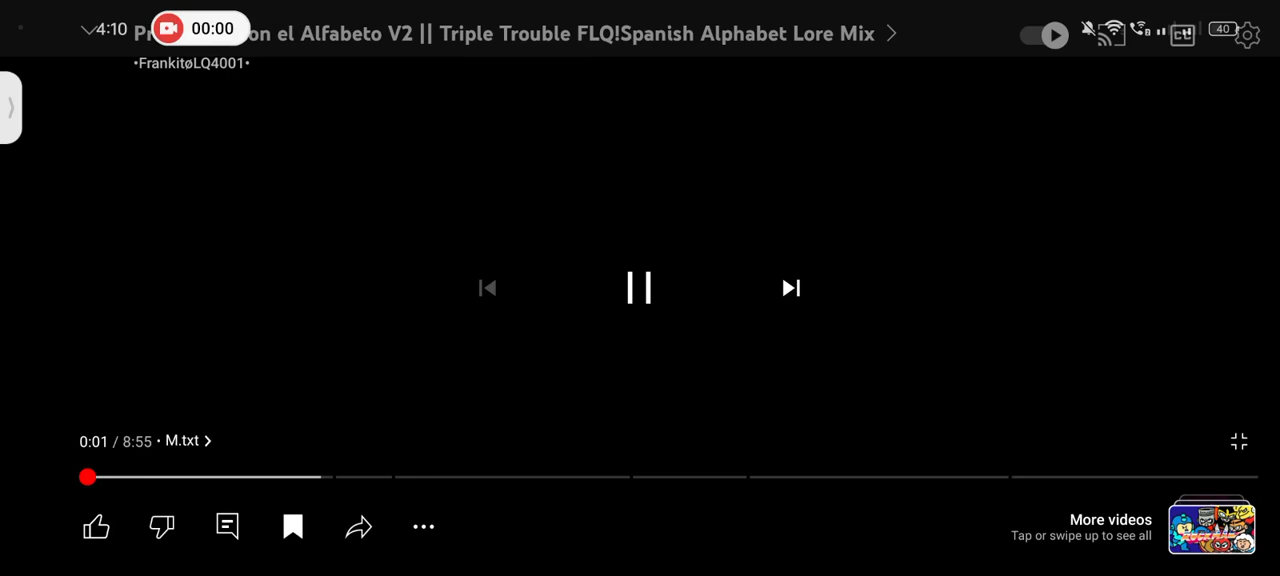 4:10
00:00
on el Alfabeto V2 || Triple Trouble FLQ!Spanish Alphabet Lore Mix
40
•FrankitøLQ4001•
0:01 / 8:55 • M.txt
More videos
Tap or swipe up to see all